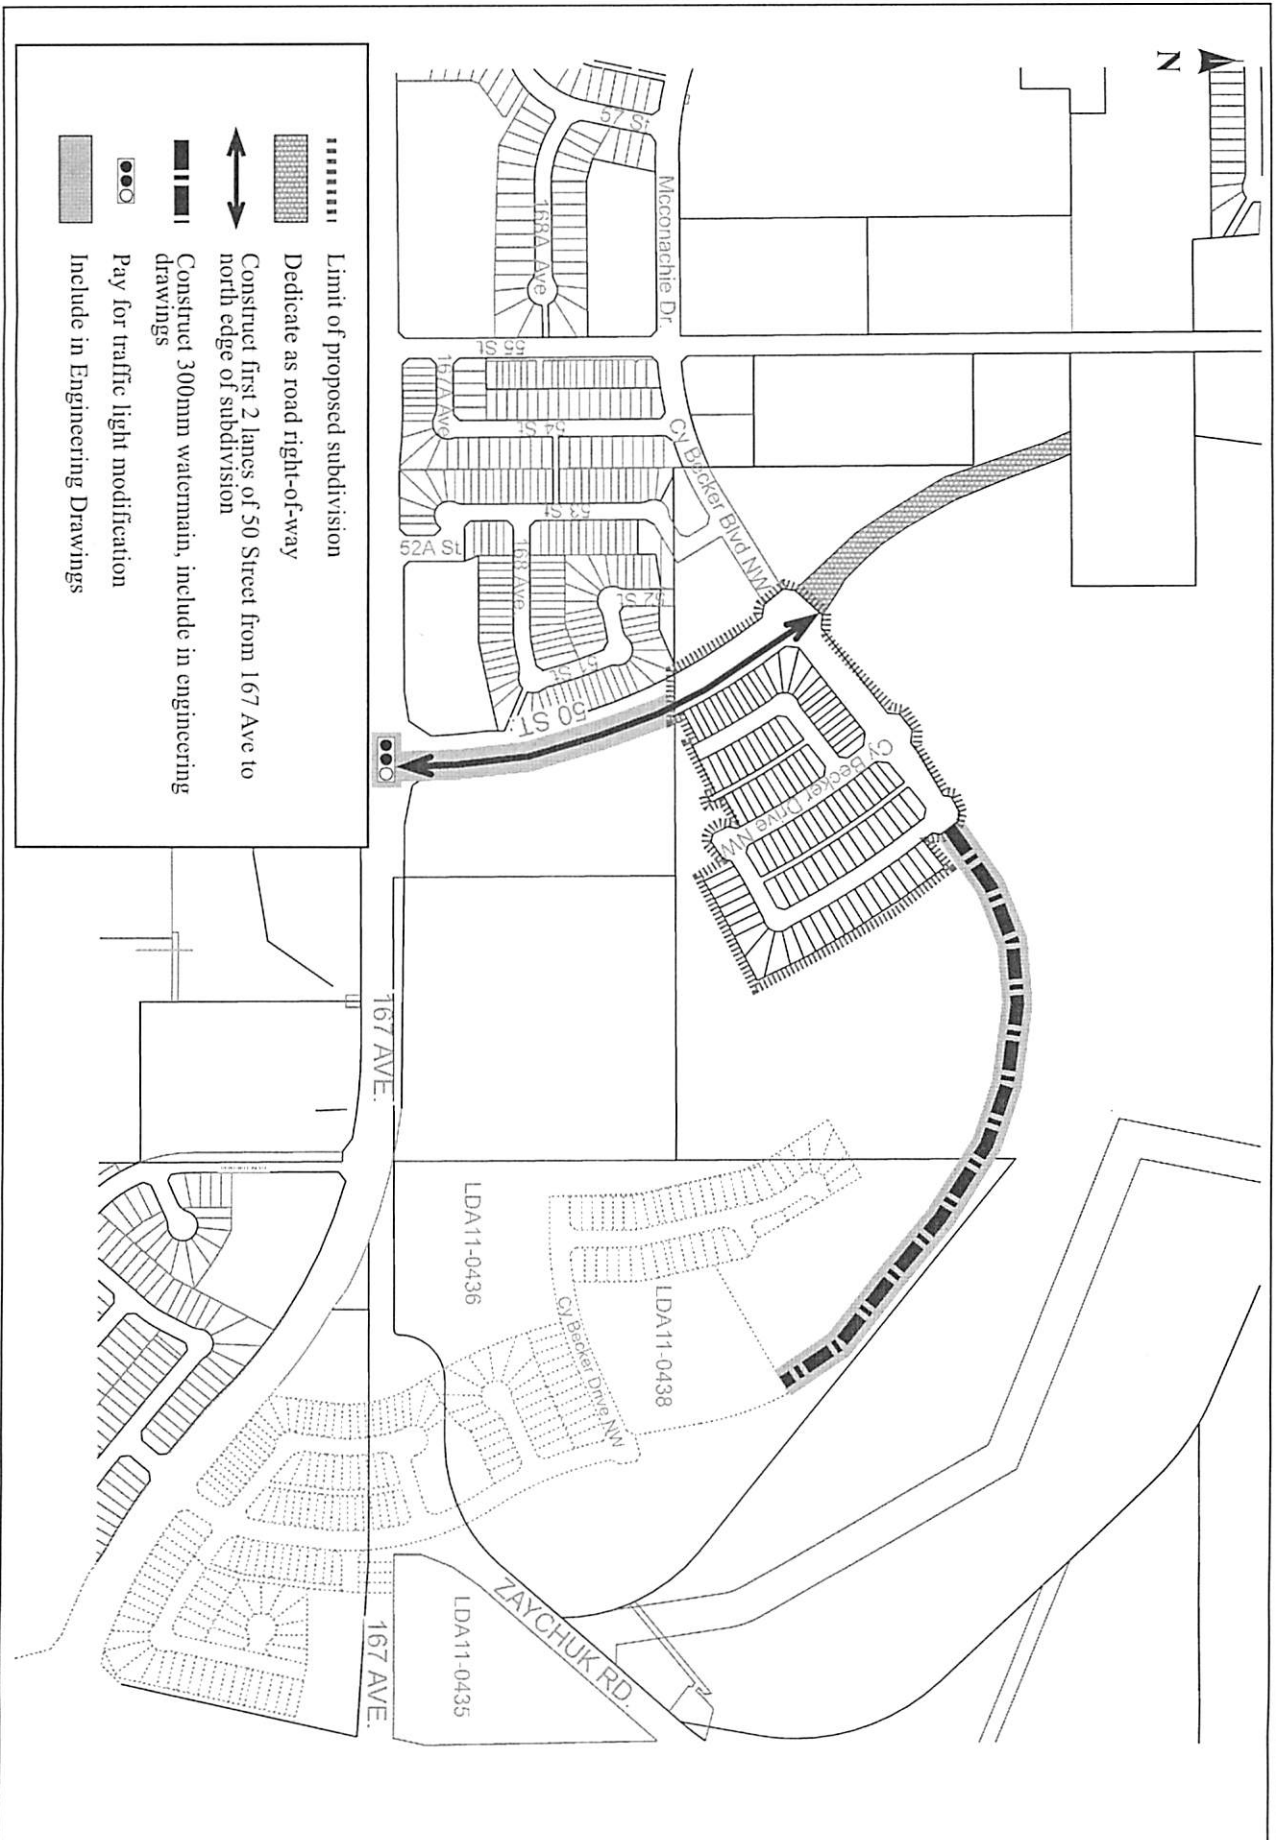 N
57 St
Mcconachie Dr.
168A Ave
55 St
167A Ave
54 St
Cy Becker Blvd NW
53 St
52A St
168 Ave
52 St
51 St
50 ST.
Cy Becker Drive NW
167 AVE.
LDA11-0436
LDA11-0438
Cy Becker Drive NW
ZAYCHUK RD.
LDA11-0435
167 AVE.
Limit of proposed subdivision
Dedicate as road right-of-way
Construct first 2 lanes of 50 Street from 167 Ave to
north edge of subdivision
Construct 300mm watermain, include in engineering
drawings
Pay for traffic light modification
Include in Engineering Drawings